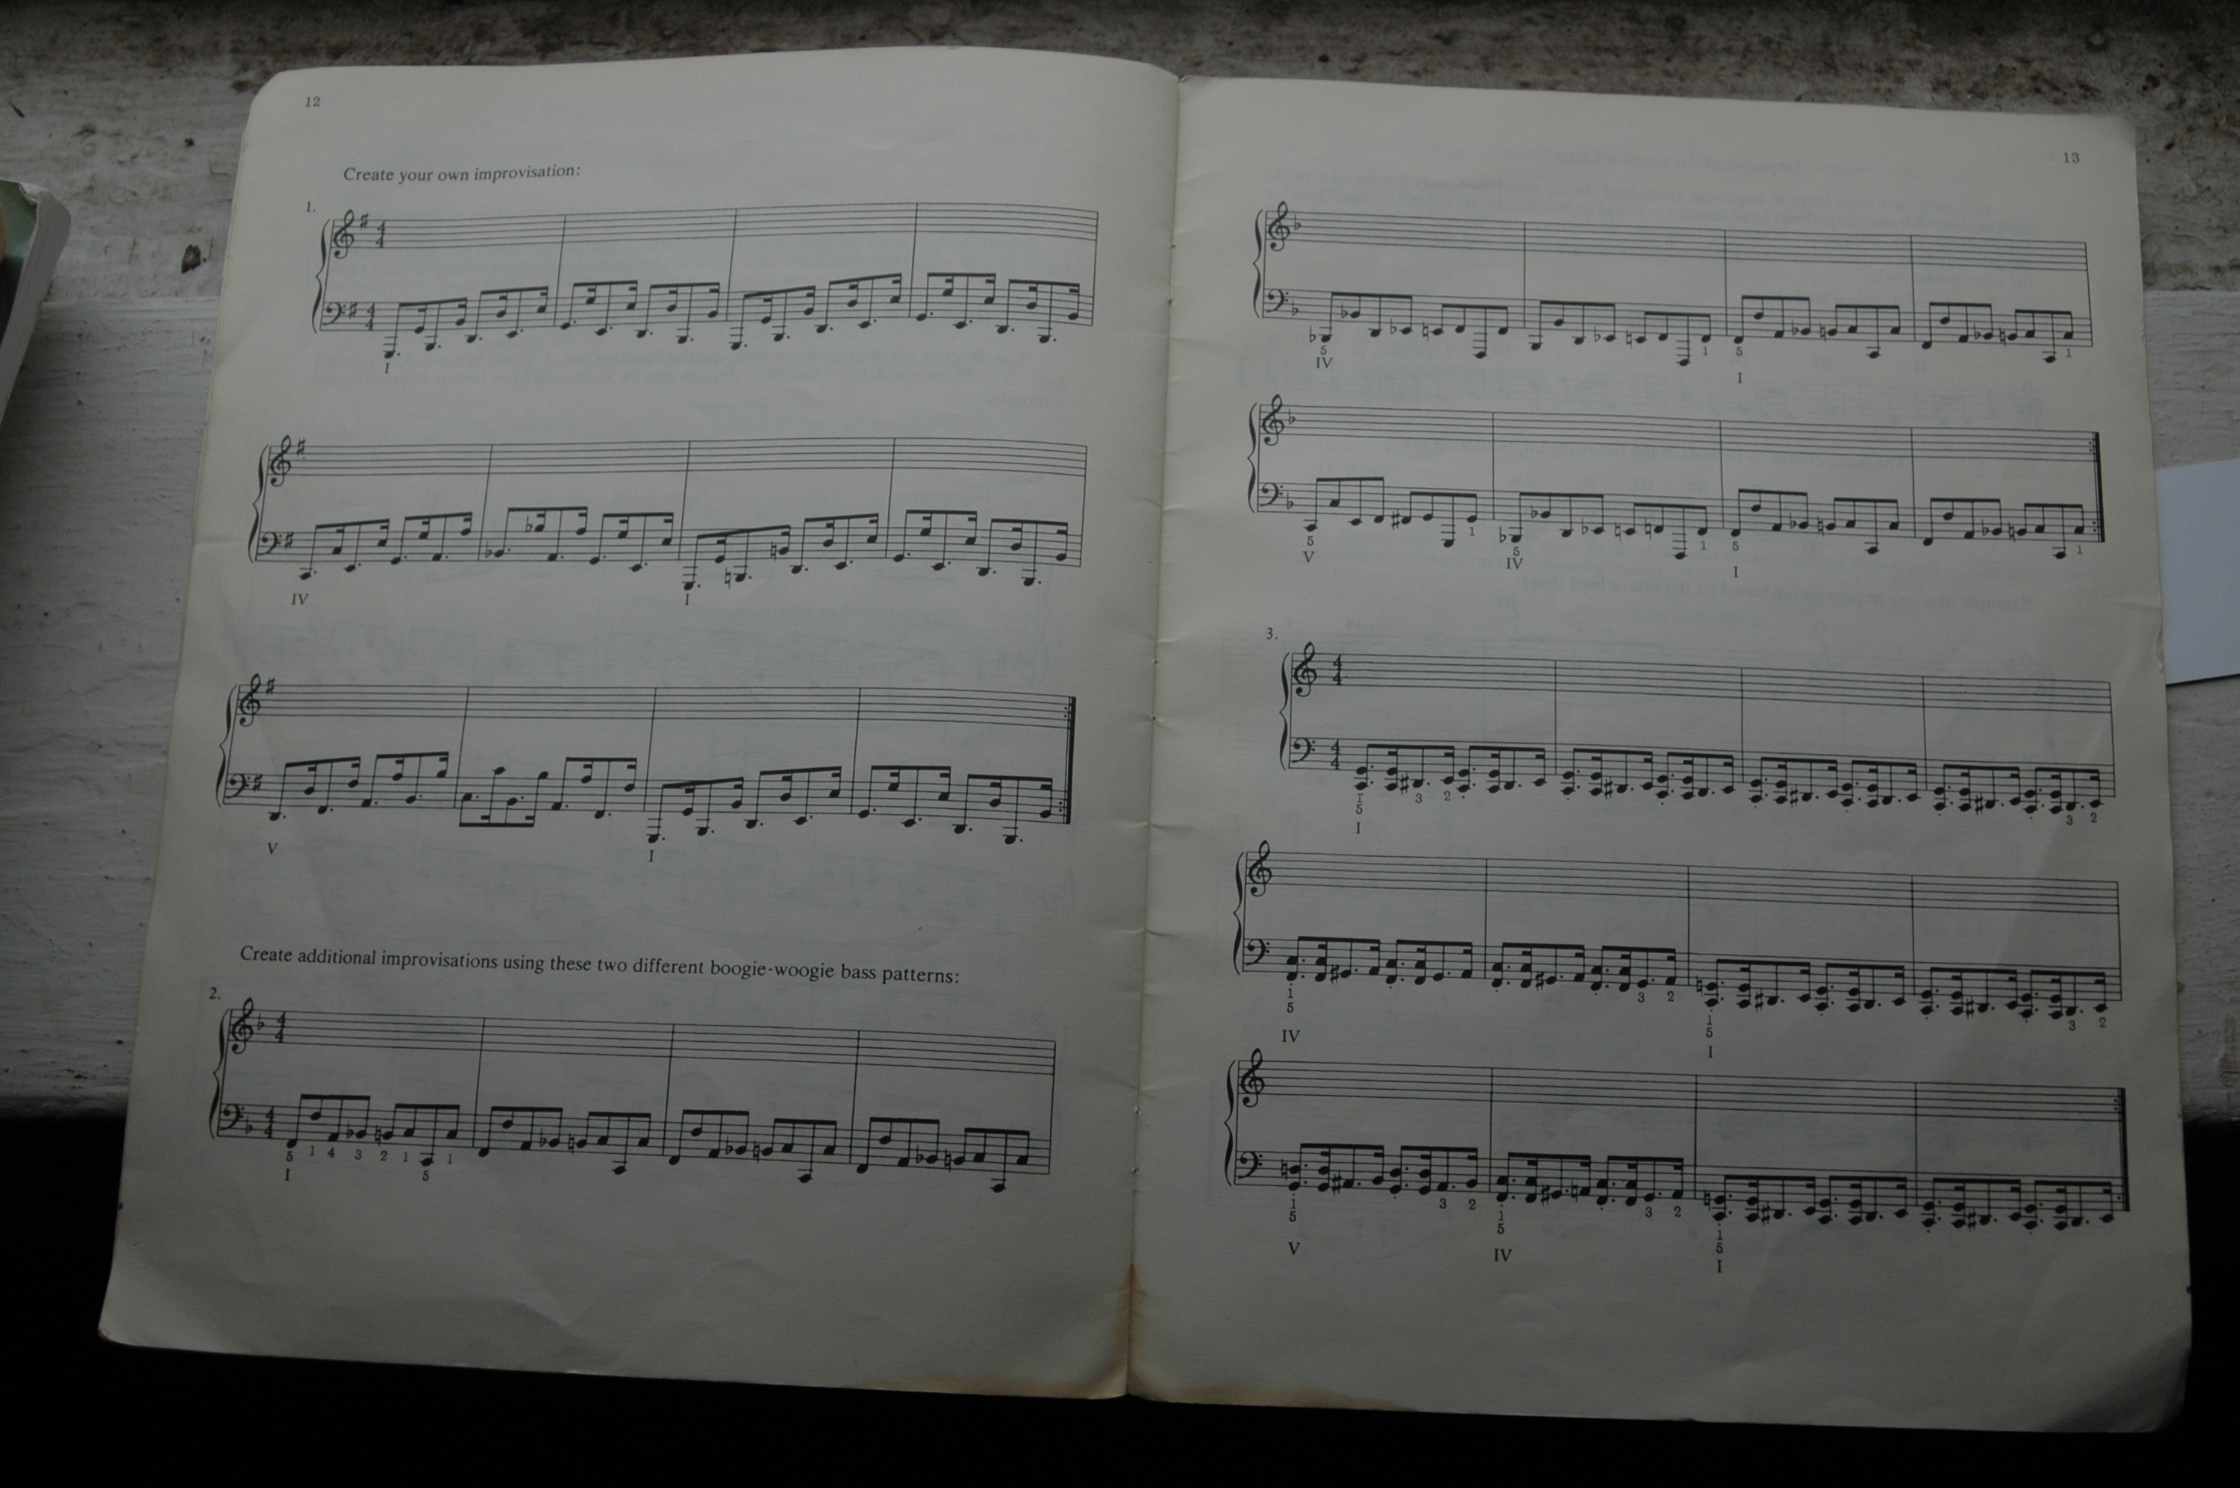 12
Create your own improvisation:
1.
I
IV
I
V
I
Create additional improvisations using these two different boogie-woogie bass patterns:
2.
5 1 4 3 2 1 5 1
I
13
5 1 5 1
IV I
5 1 5 1 5 1
V IV I
3.
1 3 2 3 2
5
I
1 3 2 1 3 2
5 5
IV I
1 3 2 1 3 2 1
5 5 5
V IV I